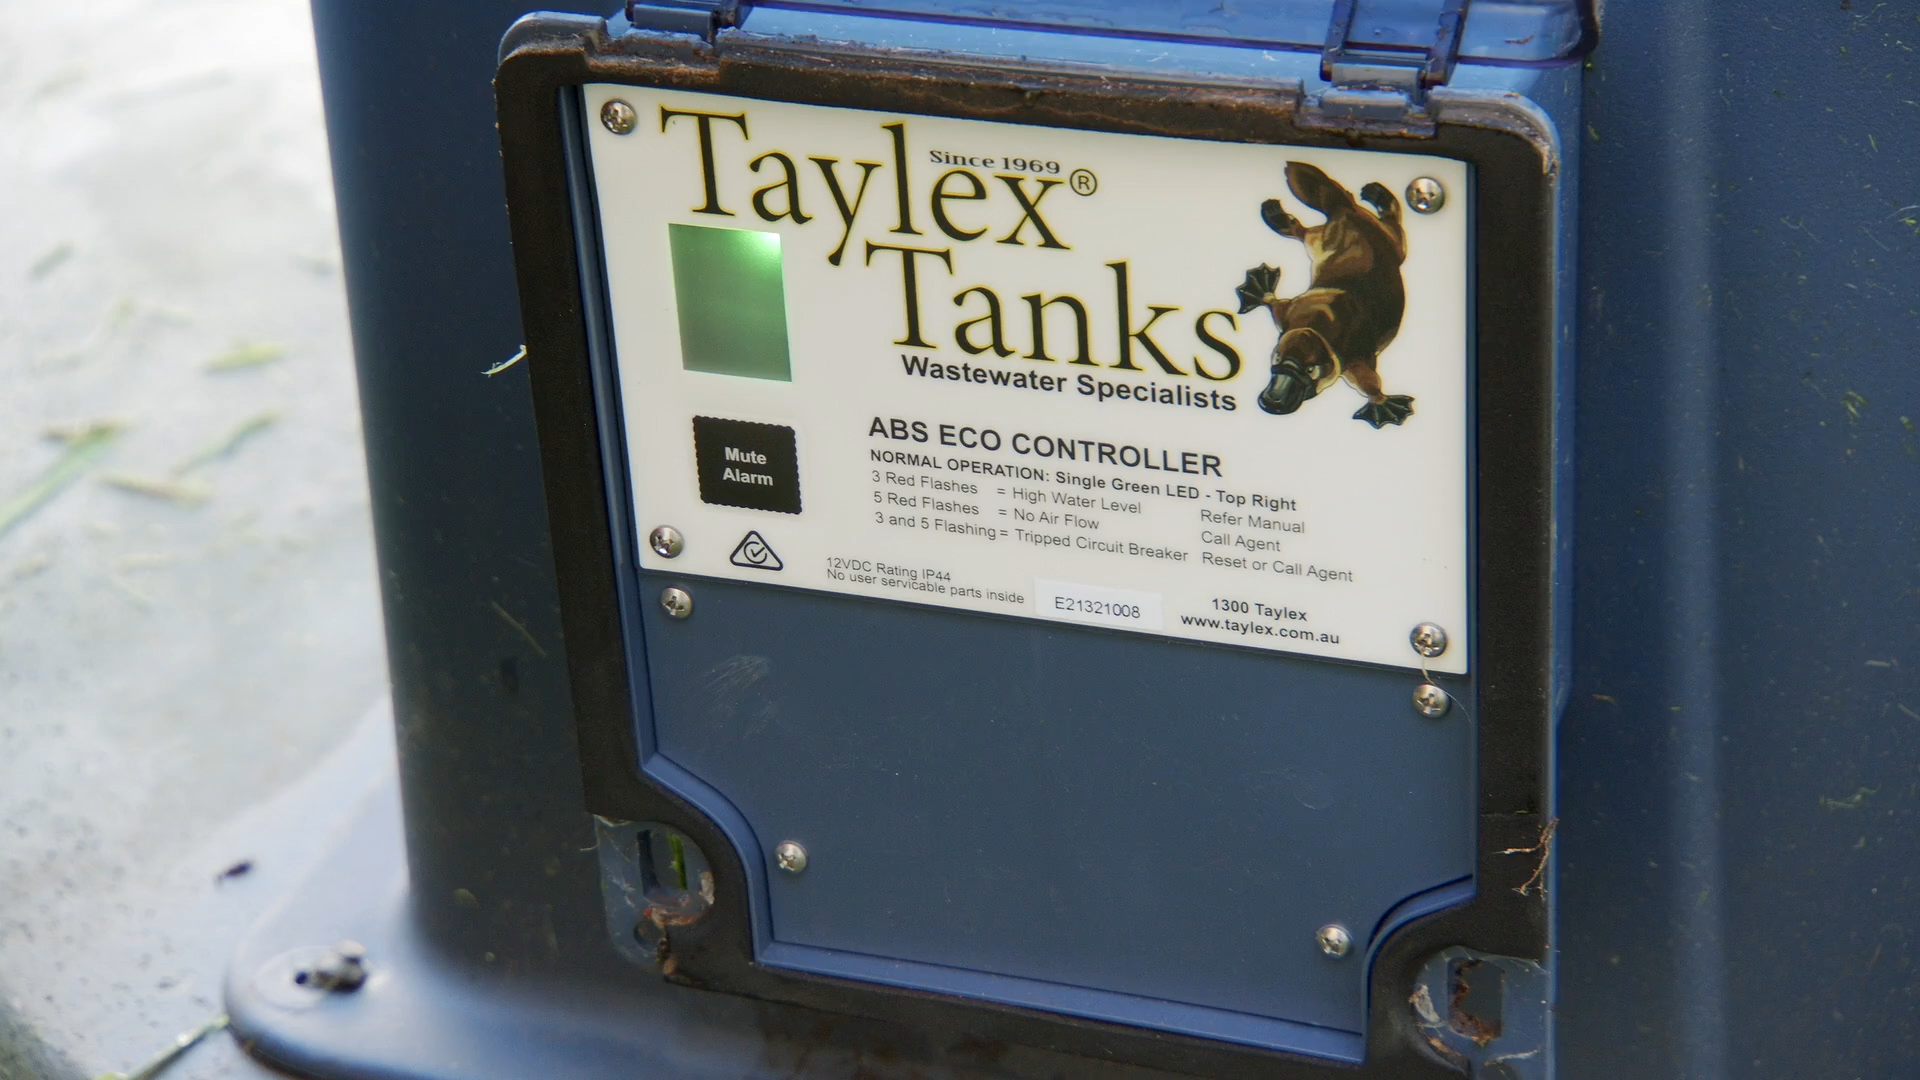 Taylex®
Since 1969
Tanks
Wastewater Specialists
Mute
Alarm
ABS ECO CONTROLLER
NORMAL OPERATION: Single Green LED - Top Right
3 Red Flashes = High Water Level Refer Manual
5 Red Flashes = No Air Flow Call Agent
3 and 5 Flashing = Tripped Circuit Breaker Reset or Call Agent
12VDC Rating IP44
No user servicable parts inside
E21321008
1300 Taylex
www.taylex.com.au